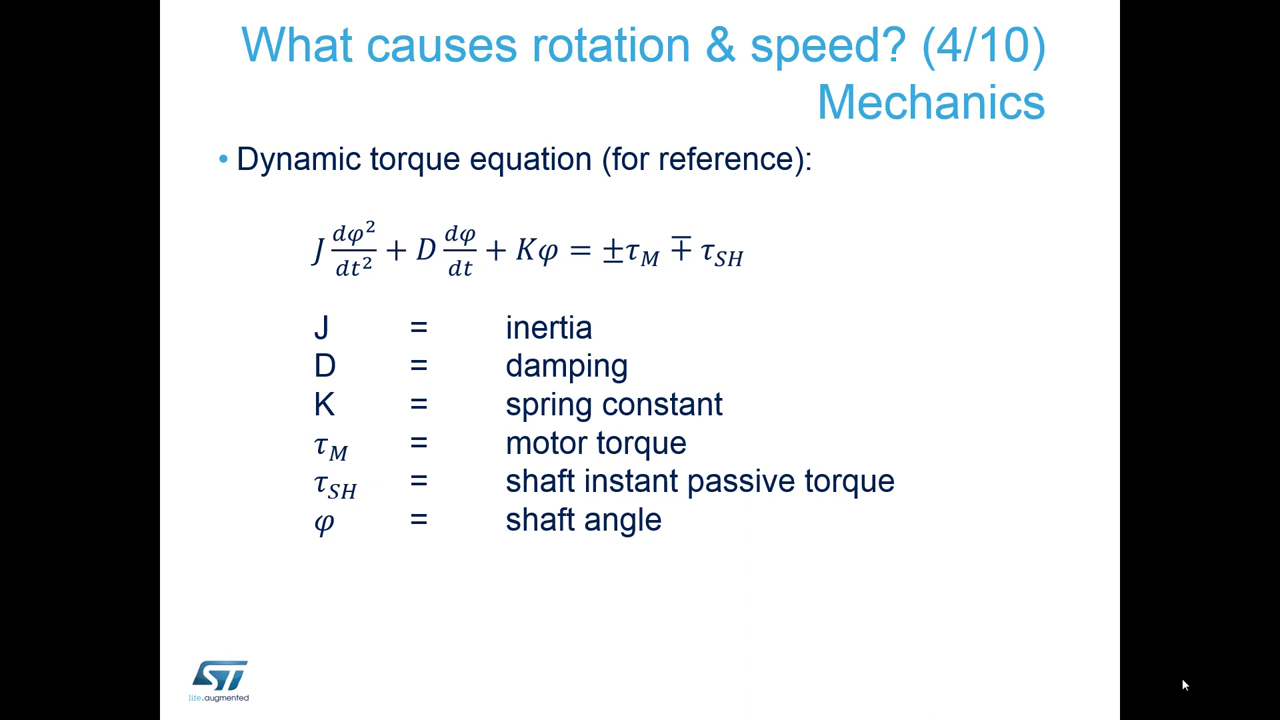 What causes rotation & speed? (4/10)
Mechanics
• Dynamic torque equation (for reference):
J dφ²/dt² + D dφ/dt + Kφ = ±τ_M ∓ τ_SH
J = inertia
D = damping
K = spring constant
τ_M = motor torque
τ_SH = shaft instant passive torque
φ = shaft angle
ST
life.augmented